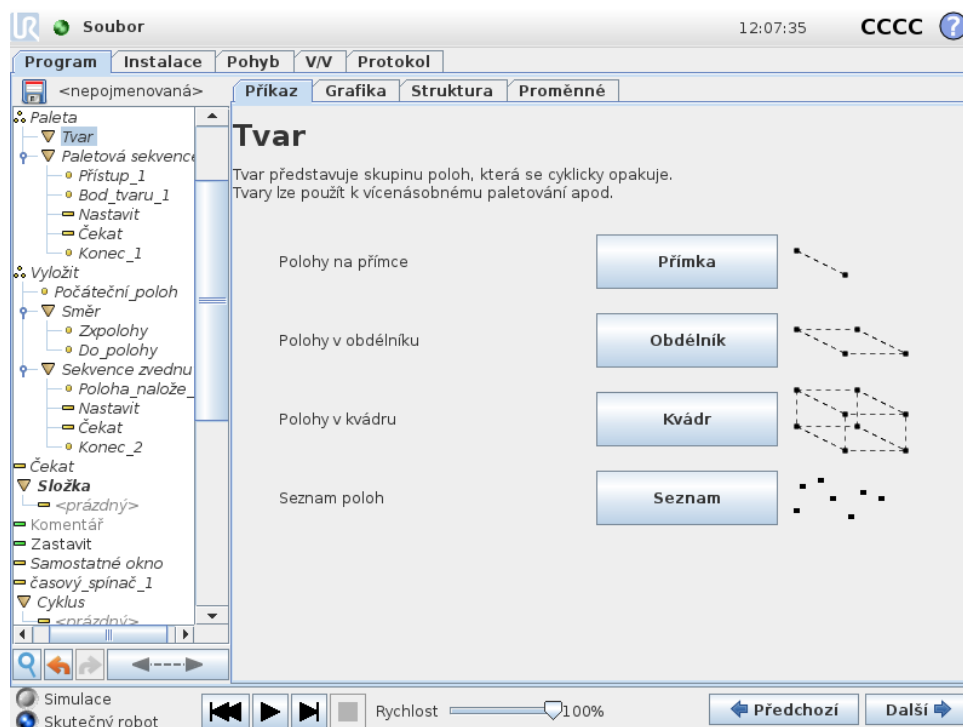 UR Soubor 12:07:35 CCCC ?
Program Instalace Pohyb V/V Protokol
<nepojmenovaná> Příkaz Grafika Struktura Proměnné
Paleta
Tvar
Paletová sekvence
Přístup_1
Bod_tvaru_1
Nastavit
Čekat
Konec_1
Vyložit
Počáteční_poloh
Směr
Zxpolohy
Do_polohy
Sekvence zvednu
Poloha_nalože_
Nastavit
Čekat
Konec_2
Čekat
Složka
<prázdný>
Komentář
Zastavit
Samostatné okno
časový_spínač_1
Cyklus
<prázdný>
Tvar
Tvar představuje skupinu poloh, která se cyklicky opakuje.
Tvary lze použít k vícenásobnému paletování apod.
Polohy na přímce Přímka
Polohy v obdélníku Obdélník
Polohy v kvádru Kvádr
Seznam poloh Seznam
Simulace
Skutečný robot
Rychlost 100% Předchozí Další